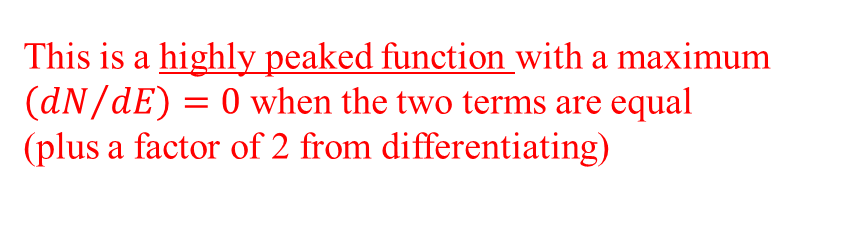 This is a highly peaked function with a maximum
(dN/dE) = 0 when the two terms are equal
(plus a factor of 2 from differentiating)